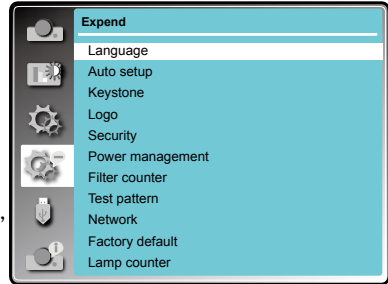 Expend
Language
Auto setup
Keystone
Logo
Security
Power management
Filter counter
Test pattern
Network
Factory default
Lamp counter
,